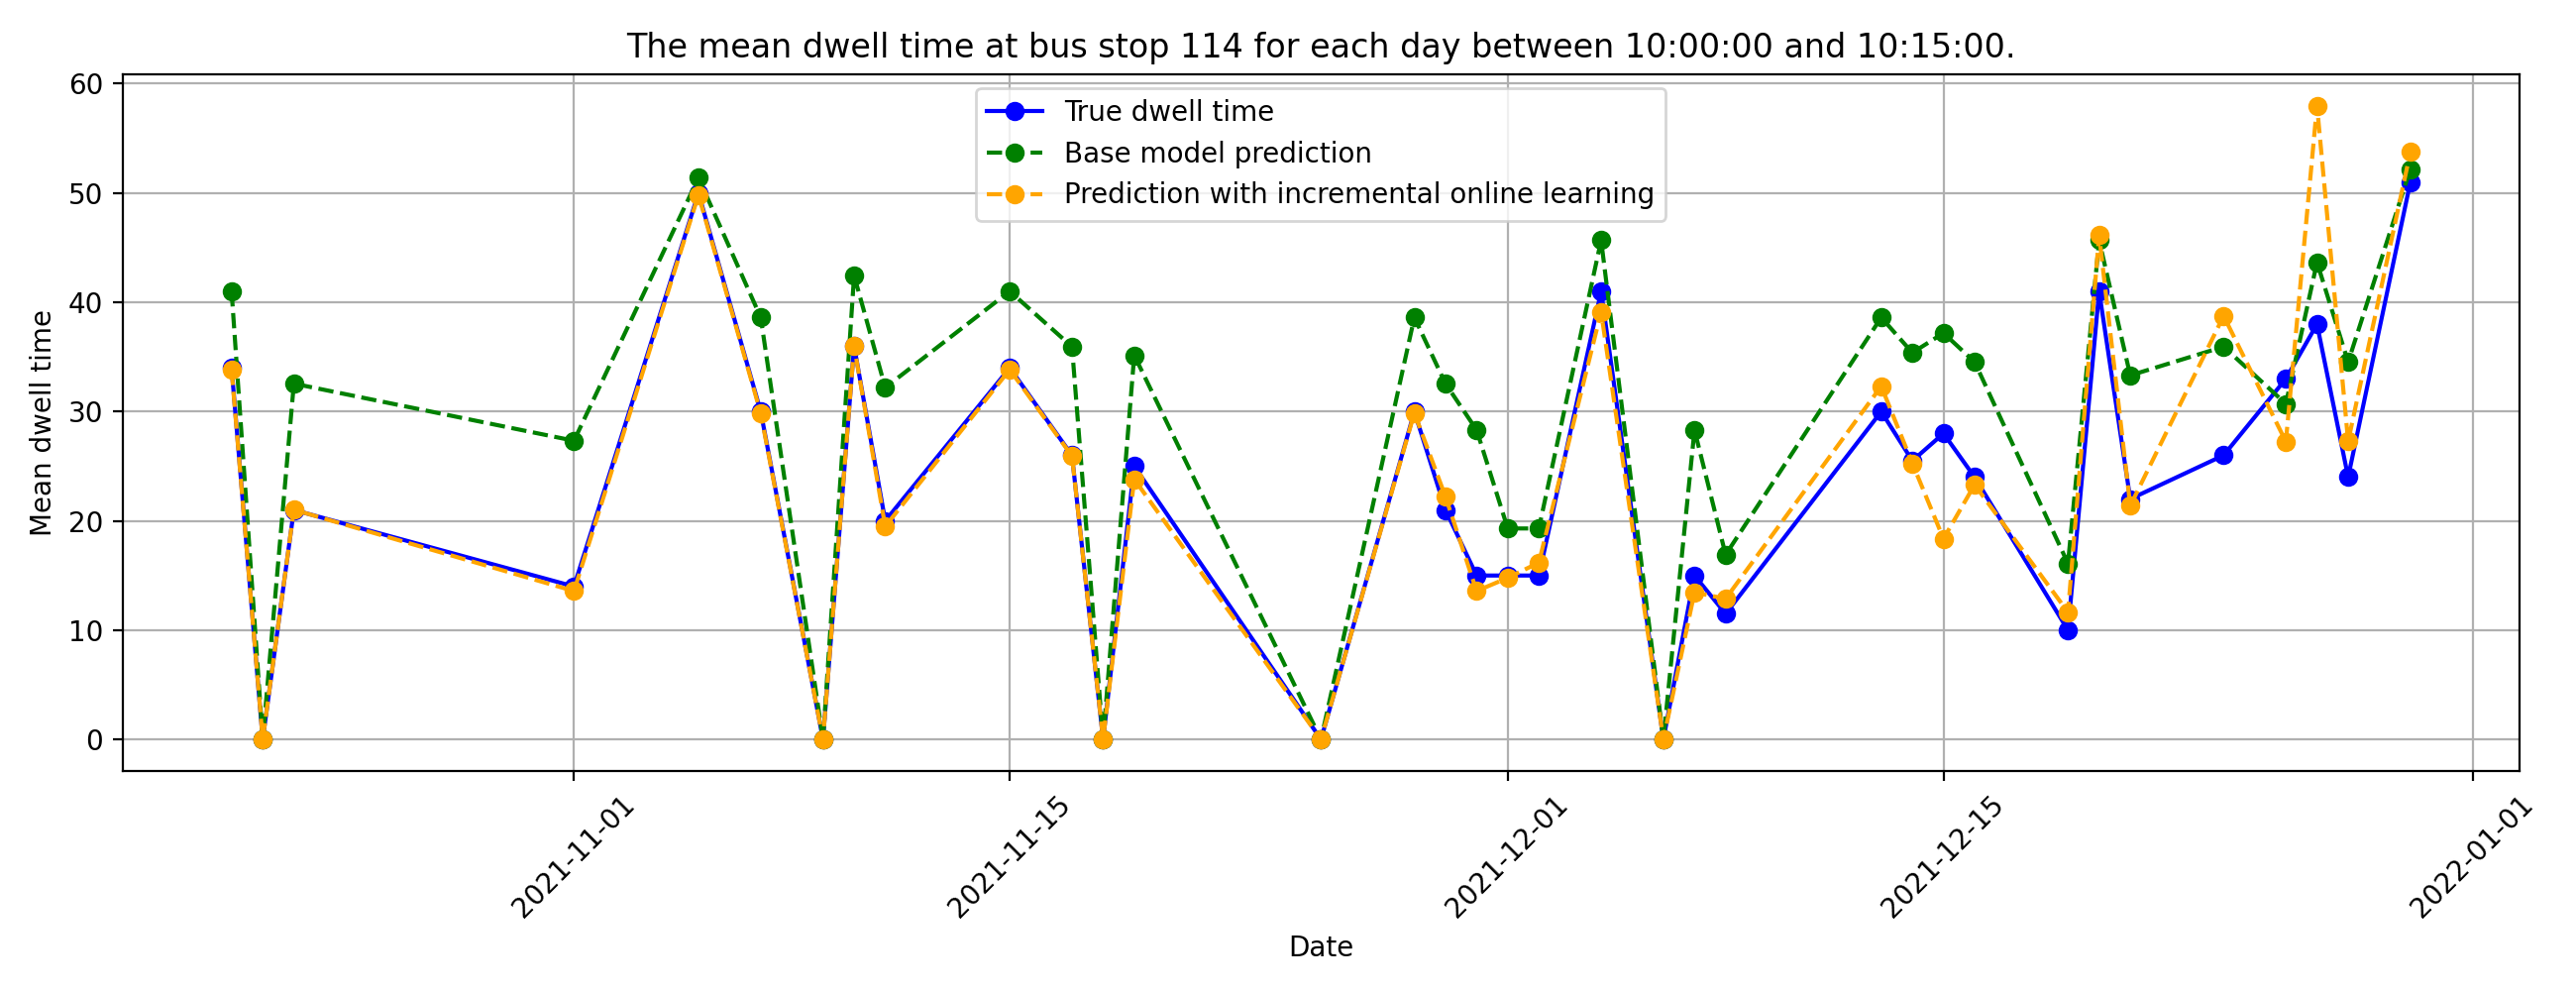 The mean dwell time at bus stop 114 for each day between 10:00:00 and 10:15:00.
True dwell time
Base model prediction
Prediction with incremental online learning
Mean dwell time
60
50
40
30
20
10
0
2021-11-01
2021-11-15
2021-12-01
2021-12-15
2022-01-01
Date